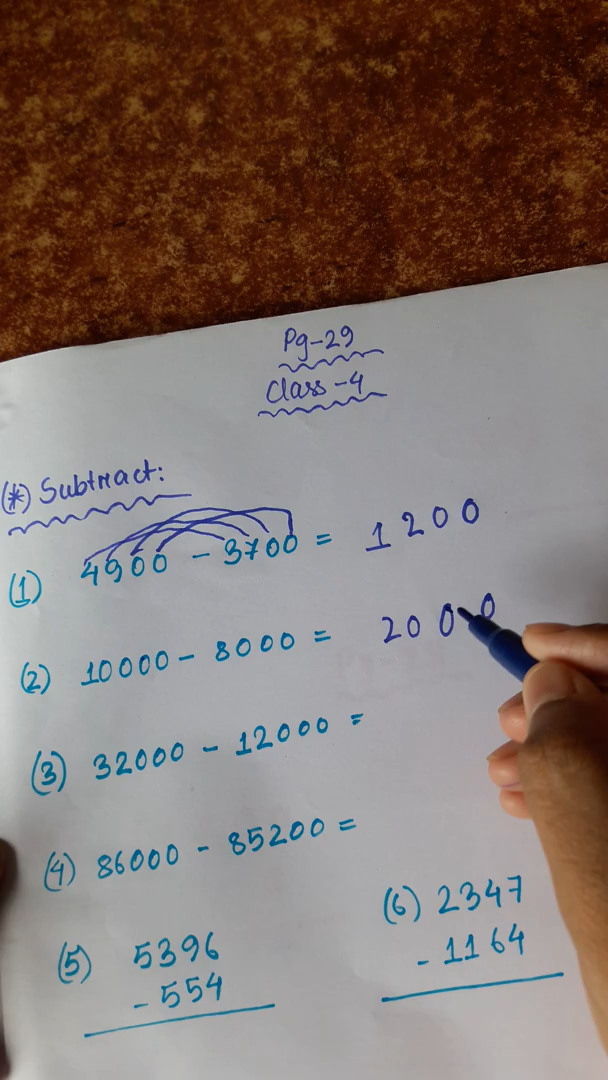 Pg-29
Class-4
(*) Subtract:
(1) 4900 - 3700 = 1200
(2) 10000 - 8000 = 2000
(3) 32000 - 12000 =
(4) 86000 - 85200 =
(5) 5396
- 554
(6) 2347
- 1164